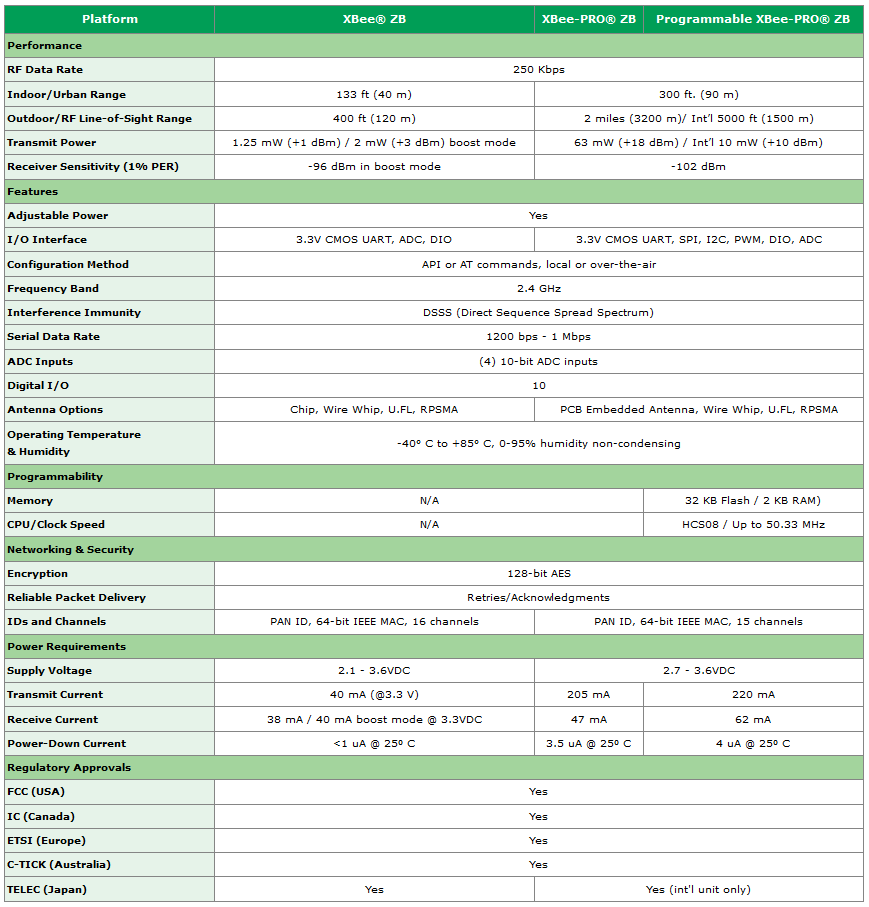 Platform XBee® ZB XBee-PRO® ZB Programmable XBee-PRO® ZB
Performance
RF Data Rate 250 Kbps
Indoor/Urban Range 133 ft (40 m) 300 ft. (90 m)
Outdoor/RF Line-of-Sight Range 400 ft (120 m) 2 miles (3200 m)/ Int’l 5000 ft (1500 m)
Transmit Power 1.25 mW (+1 dBm) / 2 mW (+3 dBm) boost mode 63 mW (+18 dBm) / Int’l 10 mW (+10 dBm)
Receiver Sensitivity (1% PER) -96 dBm in boost mode -102 dBm
Features
Adjustable Power Yes
I/O Interface 3.3V CMOS UART, ADC, DIO 3.3V CMOS UART, SPI, I2C, PWM, DIO, ADC
Configuration Method API or AT commands, local or over-the-air
Frequency Band 2.4 GHz
Interference Immunity DSSS (Direct Sequence Spread Spectrum)
Serial Data Rate 1200 bps - 1 Mbps
ADC Inputs (4) 10-bit ADC inputs
Digital I/O 10
Antenna Options Chip, Wire Whip, U.FL, RPSMA PCB Embedded Antenna, Wire Whip, U.FL, RPSMA
Operating Temperature
& Humidity -40º C to +85º C, 0-95% humidity non-condensing
Programmability
Memory N/A 32 KB Flash / 2 KB RAM)
CPU/Clock Speed N/A HCS08 / Up to 50.33 MHz
Networking & Security
Encryption 128-bit AES
Reliable Packet Delivery Retries/Acknowledgments
IDs and Channels PAN ID, 64-bit IEEE MAC, 16 channels PAN ID, 64-bit IEEE MAC, 15 channels
Power Requirements
Supply Voltage 2.1 - 3.6VDC 2.7 - 3.6VDC
Transmit Current 40 mA (@3.3 V) 205 mA 220 mA
Receive Current 38 mA / 40 mA boost mode @ 3.3VDC 47 mA 62 mA
Power-Down Current <1 uA @ 25º C 3.5 uA @ 25º C 4 uA @ 25º C
Regulatory Approvals
FCC (USA) Yes
IC (Canada) Yes
ETSI (Europe) Yes
C-TICK (Australia) Yes
TELEC (Japan) Yes Yes (int'l unit only)